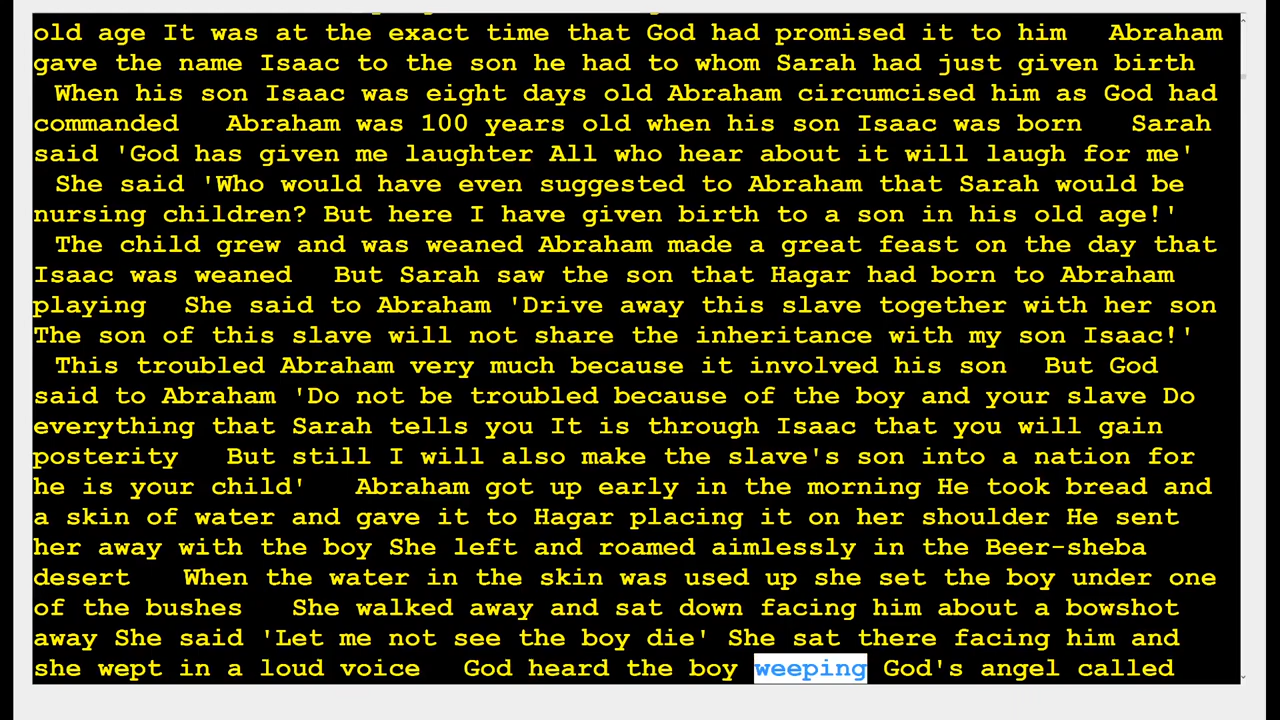 old age It was at the exact time that God had promised it to him   Abraham
gave the name Isaac to the son he had to whom Sarah had just given birth
When his son Isaac was eight days old Abraham circumcised him as God had
commanded   Abraham was 100 years old when his son Isaac was born   Sarah
said 'God has given me laughter All who hear about it will laugh for me'
She said 'Who would have even suggested to Abraham that Sarah would be
nursing children? But here I have given birth to a son in his old age!'
The child grew and was weaned Abraham made a great feast on the day that
Isaac was weaned   But Sarah saw the son that Hagar had born to Abraham
playing   She said to Abraham 'Drive away this slave together with her son
The son of this slave will not share the inheritance with my son Isaac!'
This troubled Abraham very much because it involved his son   But God
said to Abraham 'Do not be troubled because of the boy and your slave Do
everything that Sarah tells you It is through Isaac that you will gain
posterity   But still I will also make the slave's son into a nation for
he is your child'   Abraham got up early in the morning He took bread and
a skin of water and gave it to Hagar placing it on her shoulder He sent
her away with the boy She left and roamed aimlessly in the Beer-sheba
desert   When the water in the skin was used up she set the boy under one
of the bushes   She walked away and sat down facing him about a bowshot
away She said 'Let me not see the boy die' She sat there facing him and
she wept in a loud voice   God heard the boy weeping God's angel called